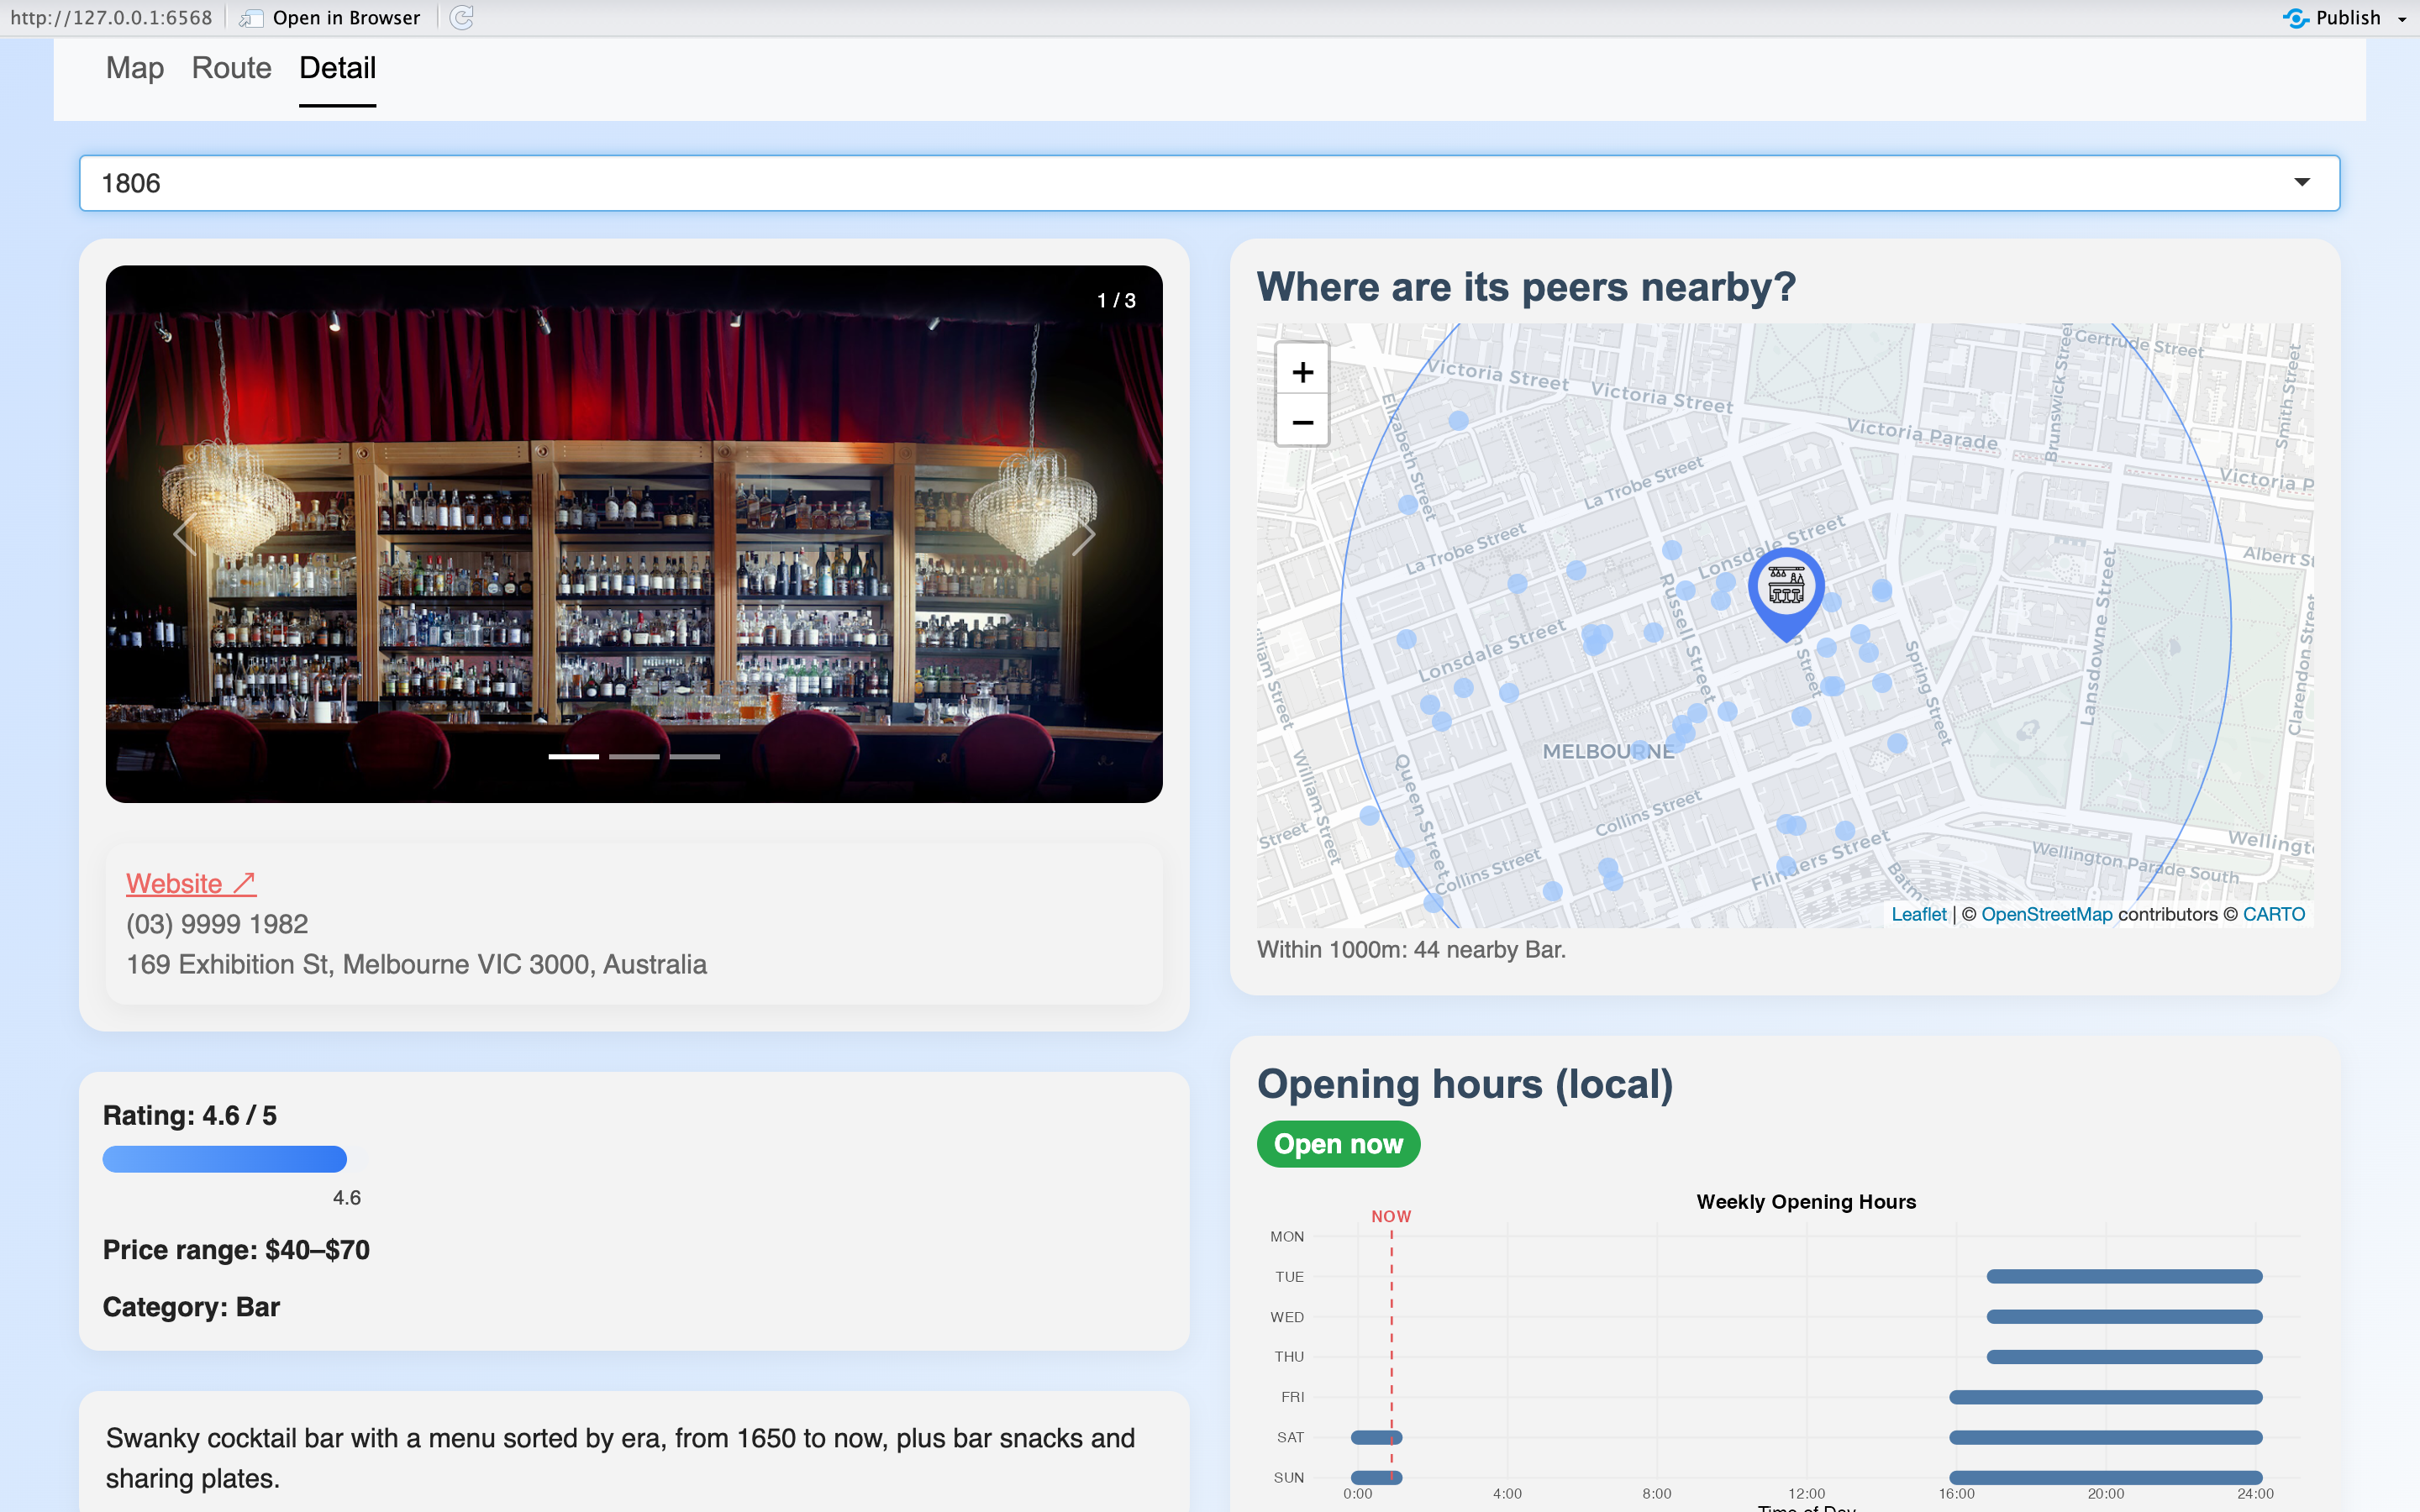 http://127.0.0.1:6568
Open in Browser
Publish
Map
Route
Detail
1806
1 / 3
Website ↗
(03) 9999 1982
169 Exhibition St, Melbourne VIC 3000, Australia
Rating: 4.6 / 5
4.6
Price range: $40–$70
Category: Bar
Swanky cocktail bar with a menu sorted by era, from 1650 to now, plus bar snacks and
sharing plates.
Where are its peers nearby?
+
−
Gertrude Street
Victoria Street
Victoria Street
Victoria Parade
Brunswick Street
Smith Street
Victoria P
Elizabeth Street
La Trobe Street
La Trobe Street
Lonsdale Street
Albert St
Russell Street
Lonsdale Street
Street
Spring Street
Lansdowne Street
Clarendon Street
liam Street
William Street
Queen Street
MELBOURNE
Collins Street
Street
Collins Street
Flinders Street
Batm
Wellingt
Wellington Parade South
Leaflet | © OpenStreetMap contributors © CARTO
Within 1000m: 44 nearby Bar.
Opening hours (local)
Open now
Weekly Opening Hours
NOW
MON
TUE
WED
THU
FRI
SAT
SUN
0:00
4:00
8:00
12:00
16:00
20:00
24:00
Time of Day